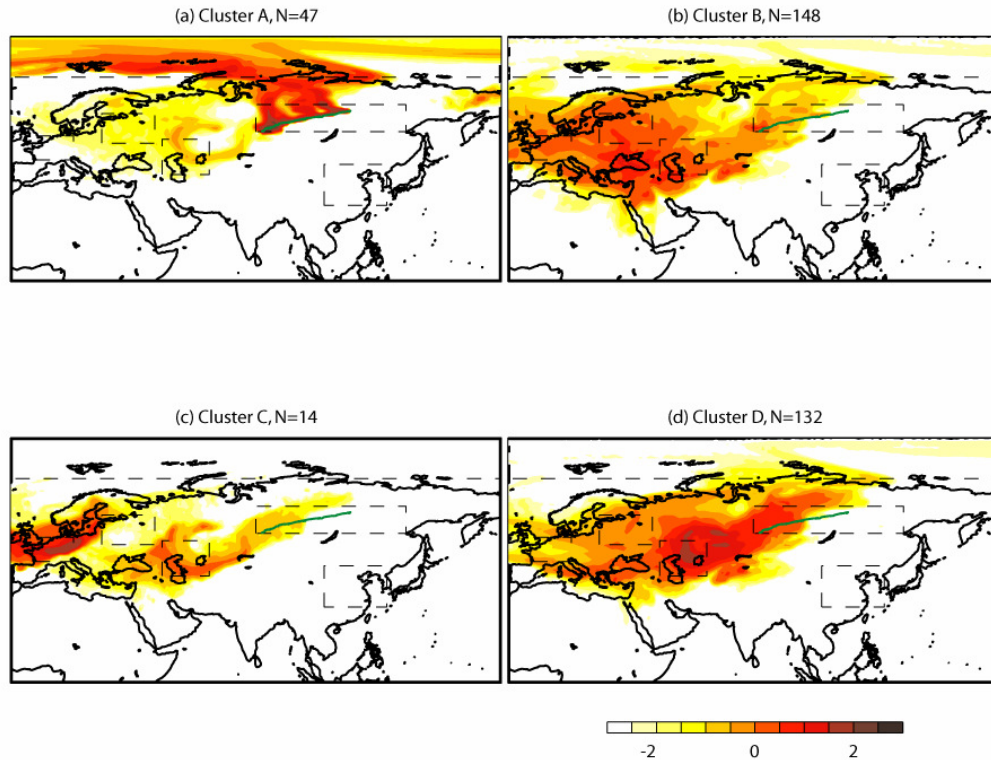 (a) Cluster A, N=47
(b) Cluster B, N=148
(c) Cluster C, N=14
(d) Cluster D, N=132
-2 0 2